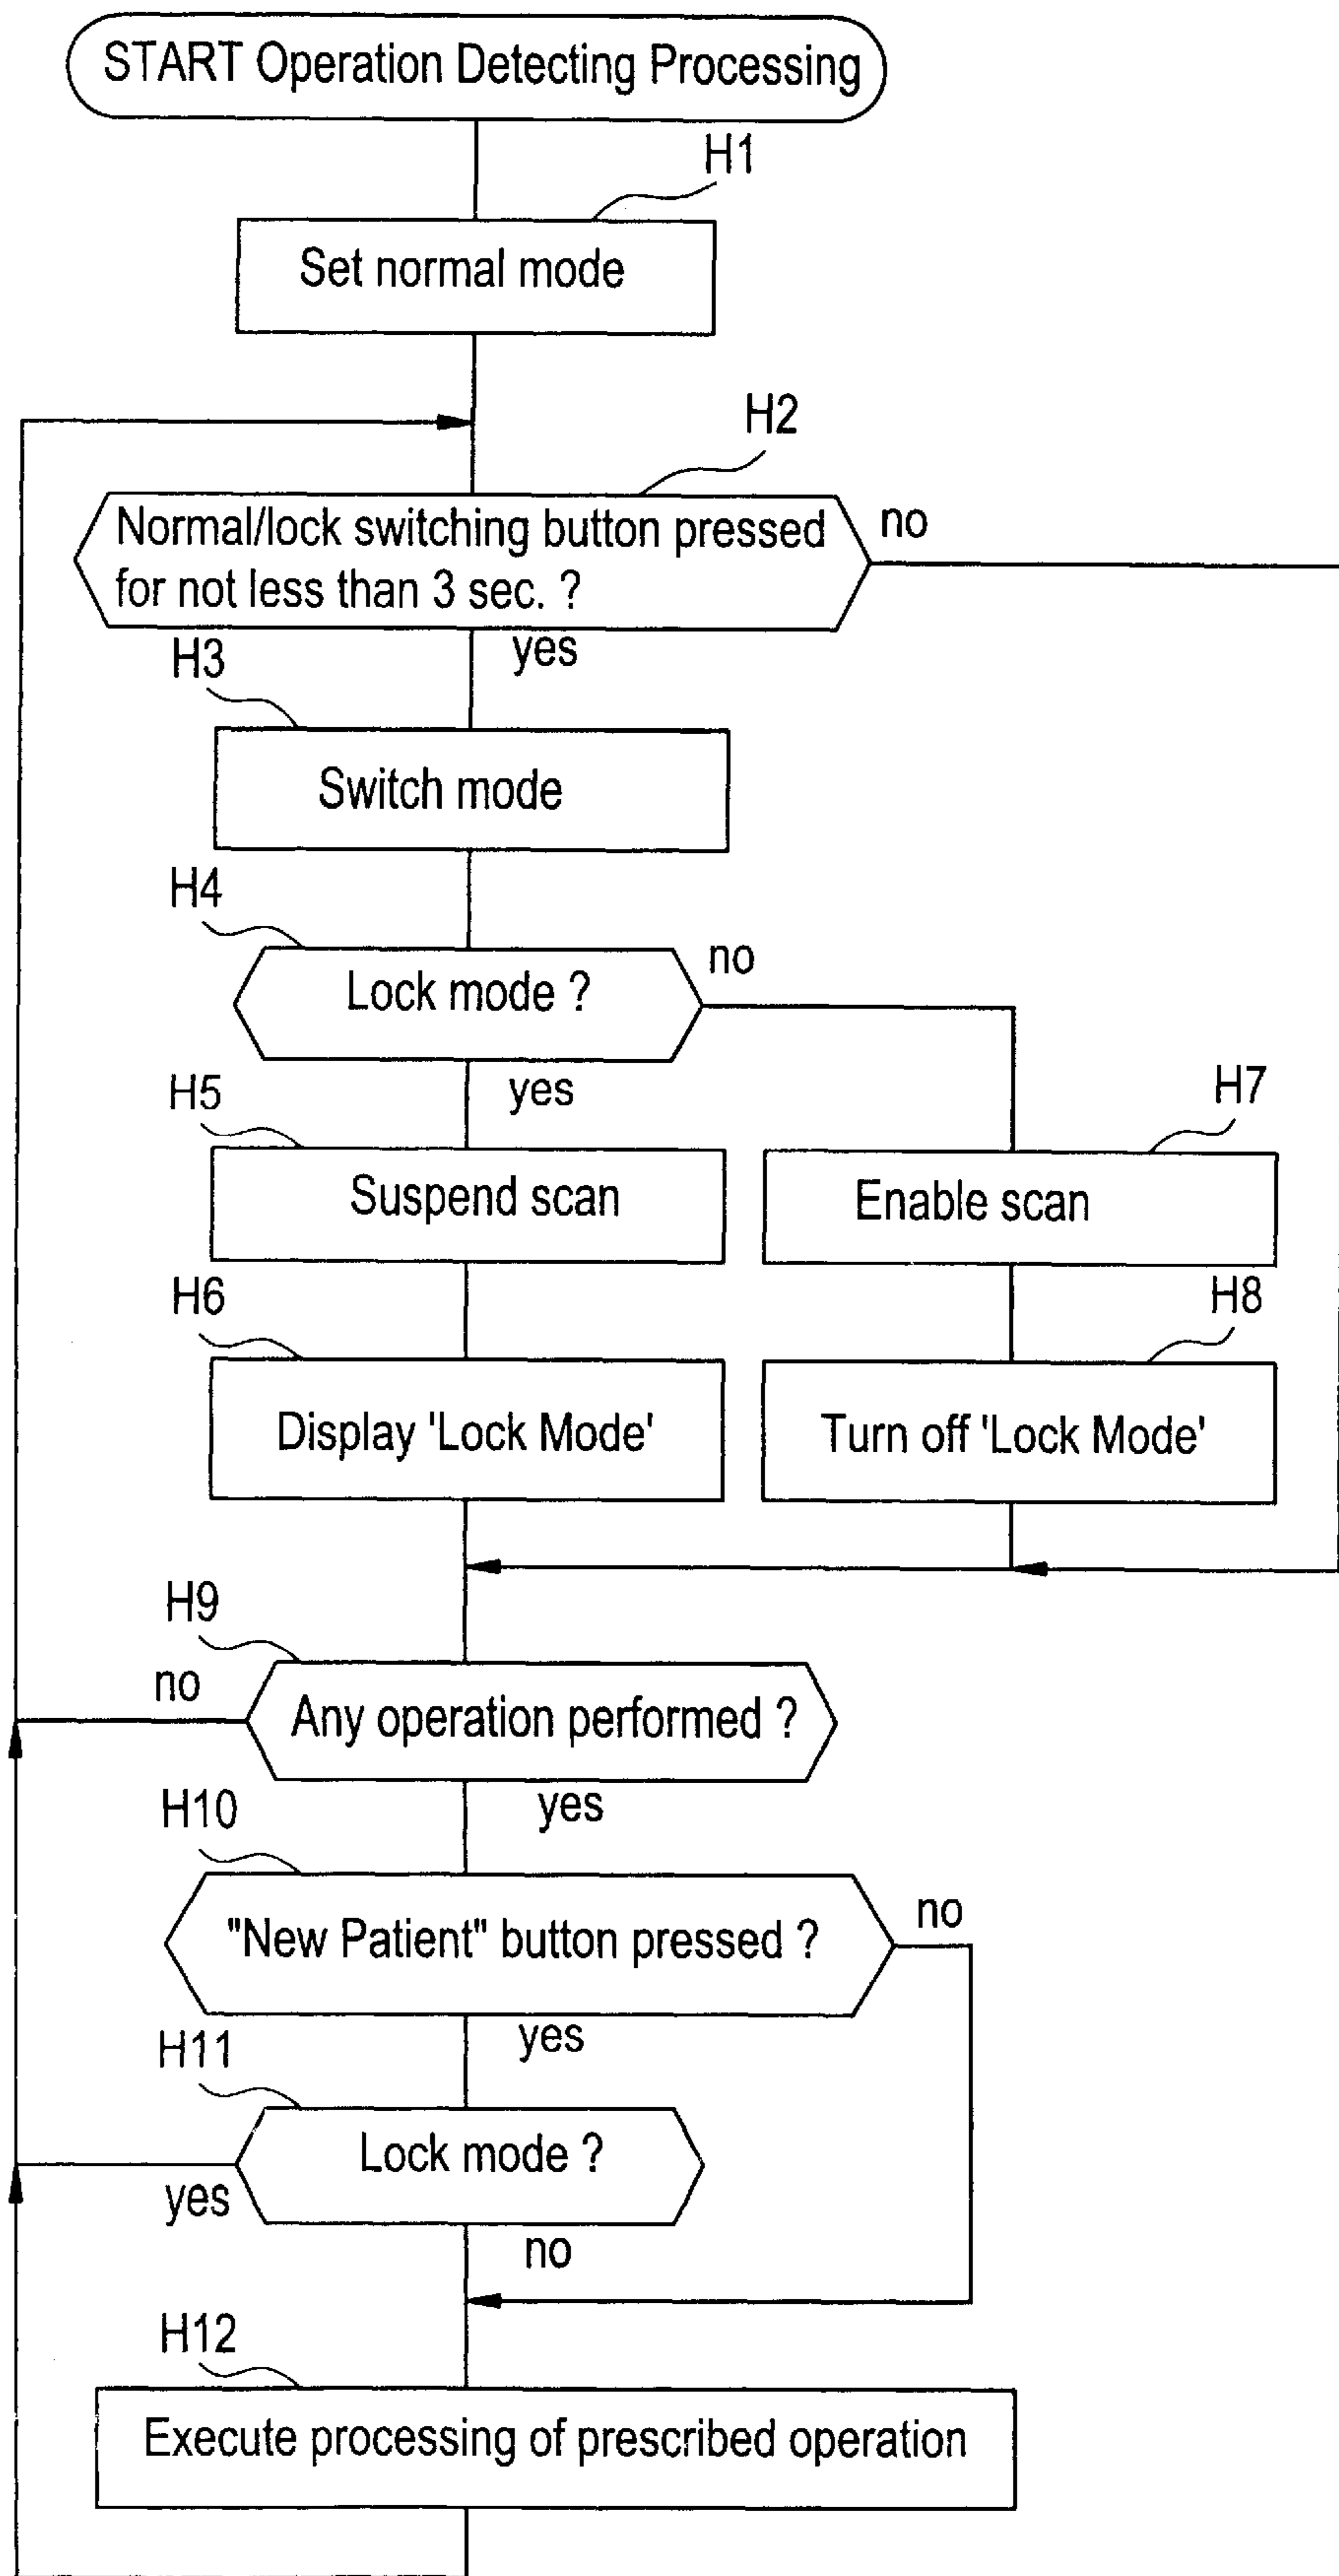 START Operation Detecting Processing
H1
Set normal mode
H2
Normal/lock switching button pressed
for not less than 3 sec. ?
no
yes
H3
Switch mode
H4
Lock mode ?
no
yes
H5
Suspend scan
H7
Enable scan
H6
Display 'Lock Mode'
H8
Turn off 'Lock Mode'
H9
no
Any operation performed ?
yes
H10
"New Patient" button pressed ?
no
yes
H11
Lock mode ?
yes
no
H12
Execute processing of prescribed operation